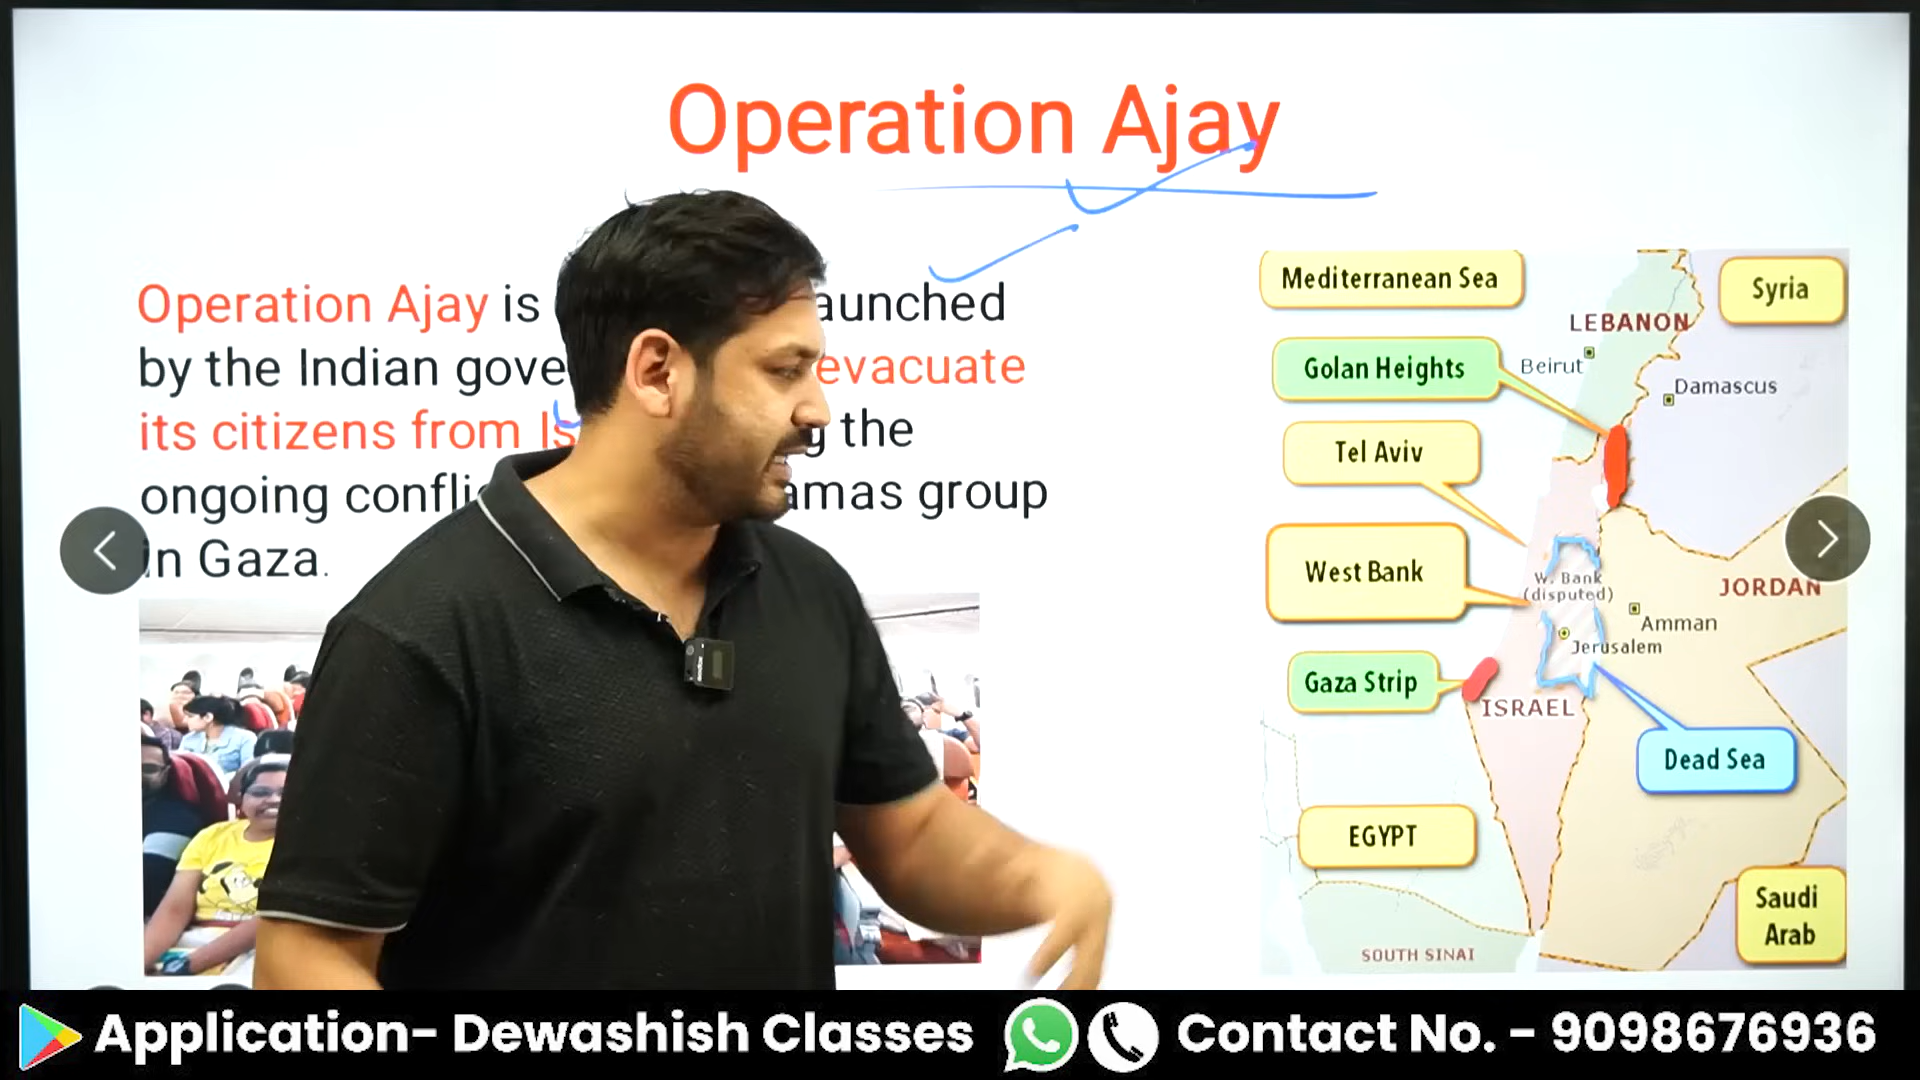 Operation Ajay
Operation Ajay is aunched
by the Indian gove evacuate
its citizens from Is the
ongoing confli amas group
in Gaza.
Mediterranean Sea
Syria
LEBANON
Golan Heights
Beirut
Damascus
Tel Aviv
West Bank
W. Bank
(disputed)
JORDAN
Amman
Jerusalem
Gaza Strip
ISRAEL
Dead Sea
EGYPT
Saudi
Arab
SOUTH SINAI
Application- Dewashish Classes
Contact No. - 9098676936